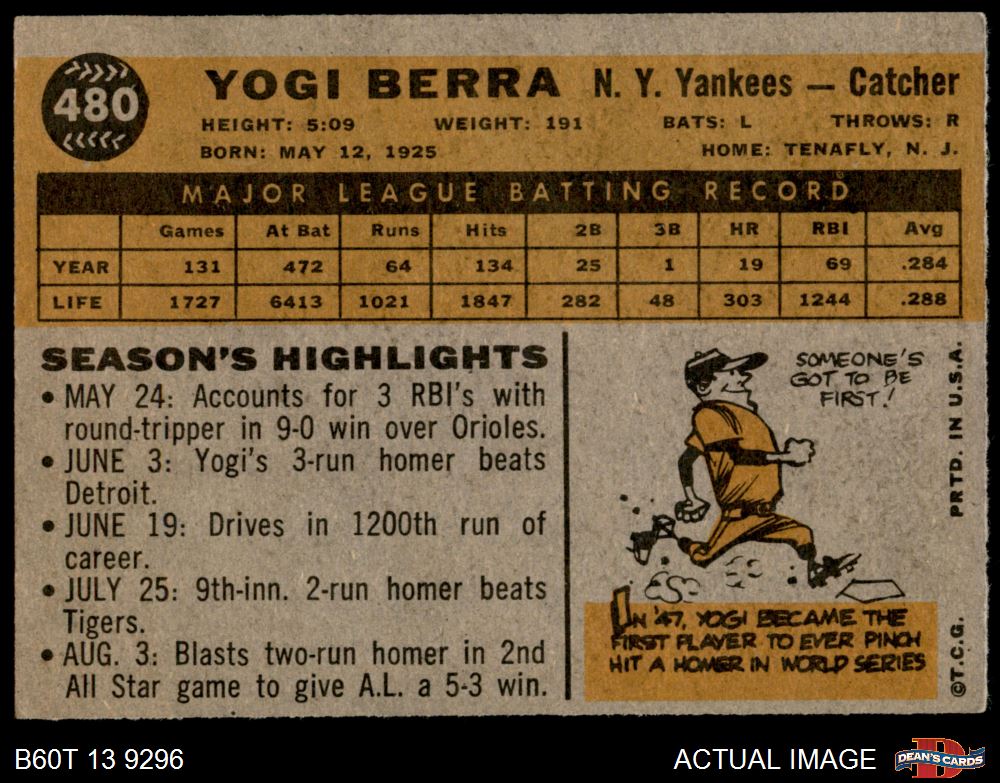 480
YOGI BERRA N. Y. Yankees — Catcher
HEIGHT: 5:09 WEIGHT: 191 BATS: L THROWS: R
BORN: MAY 12, 1925 HOME: TENAFLY, N. J.
MAJOR LEAGUE BATTING RECORD
Games At Bat Runs Hits 2B 3B HR RBI Avg
YEAR 131 472 64 134 25 1 19 69 .284
LIFE 1727 6413 1021 1847 282 48 303 1244 .288
SEASON'S HIGHLIGHTS
• MAY 24: Accounts for 3 RBI's with
round-tripper in 9-0 win over Orioles.
• JUNE 3: Yogi's 3-run homer beats
Detroit.
• JUNE 19: Drives in 1200th run of
career.
• JULY 25: 9th-inn. 2-run homer beats
Tigers.
• AUG. 3: Blasts two-run homer in 2nd
All Star game to give A.L. a 5-3 win.
SOMEONE'S
GOT TO BE
FIRST!
IN '47, YOGI BECAME THE
FIRST PLAYER TO EVER PINCH
HIT A HOMER IN WORLD SERIES
©T.C.G. PRTD. IN U.S.A.
B60T 13 9296 ACTUAL IMAGE
DEAN'S CARDS